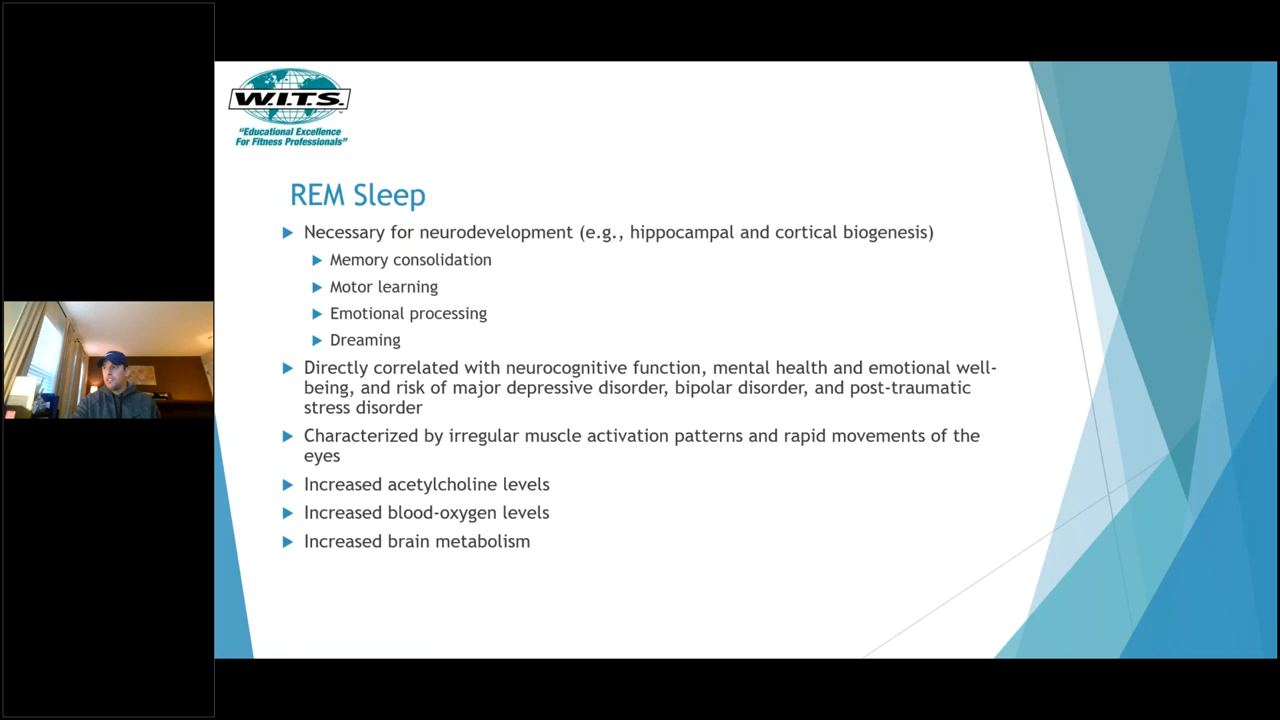 W.I.T.S.
"Educational Excellence
For Fitness Professionals"
REM Sleep
Necessary for neurodevelopment (e.g., hippocampal and cortical biogenesis)
Memory consolidation
Motor learning
Emotional processing
Dreaming
Directly correlated with neurocognitive function, mental health and emotional well-
being, and risk of major depressive disorder, bipolar disorder, and post-traumatic
stress disorder
Characterized by irregular muscle activation patterns and rapid movements of the
eyes
Increased acetylcholine levels
Increased blood-oxygen levels
Increased brain metabolism